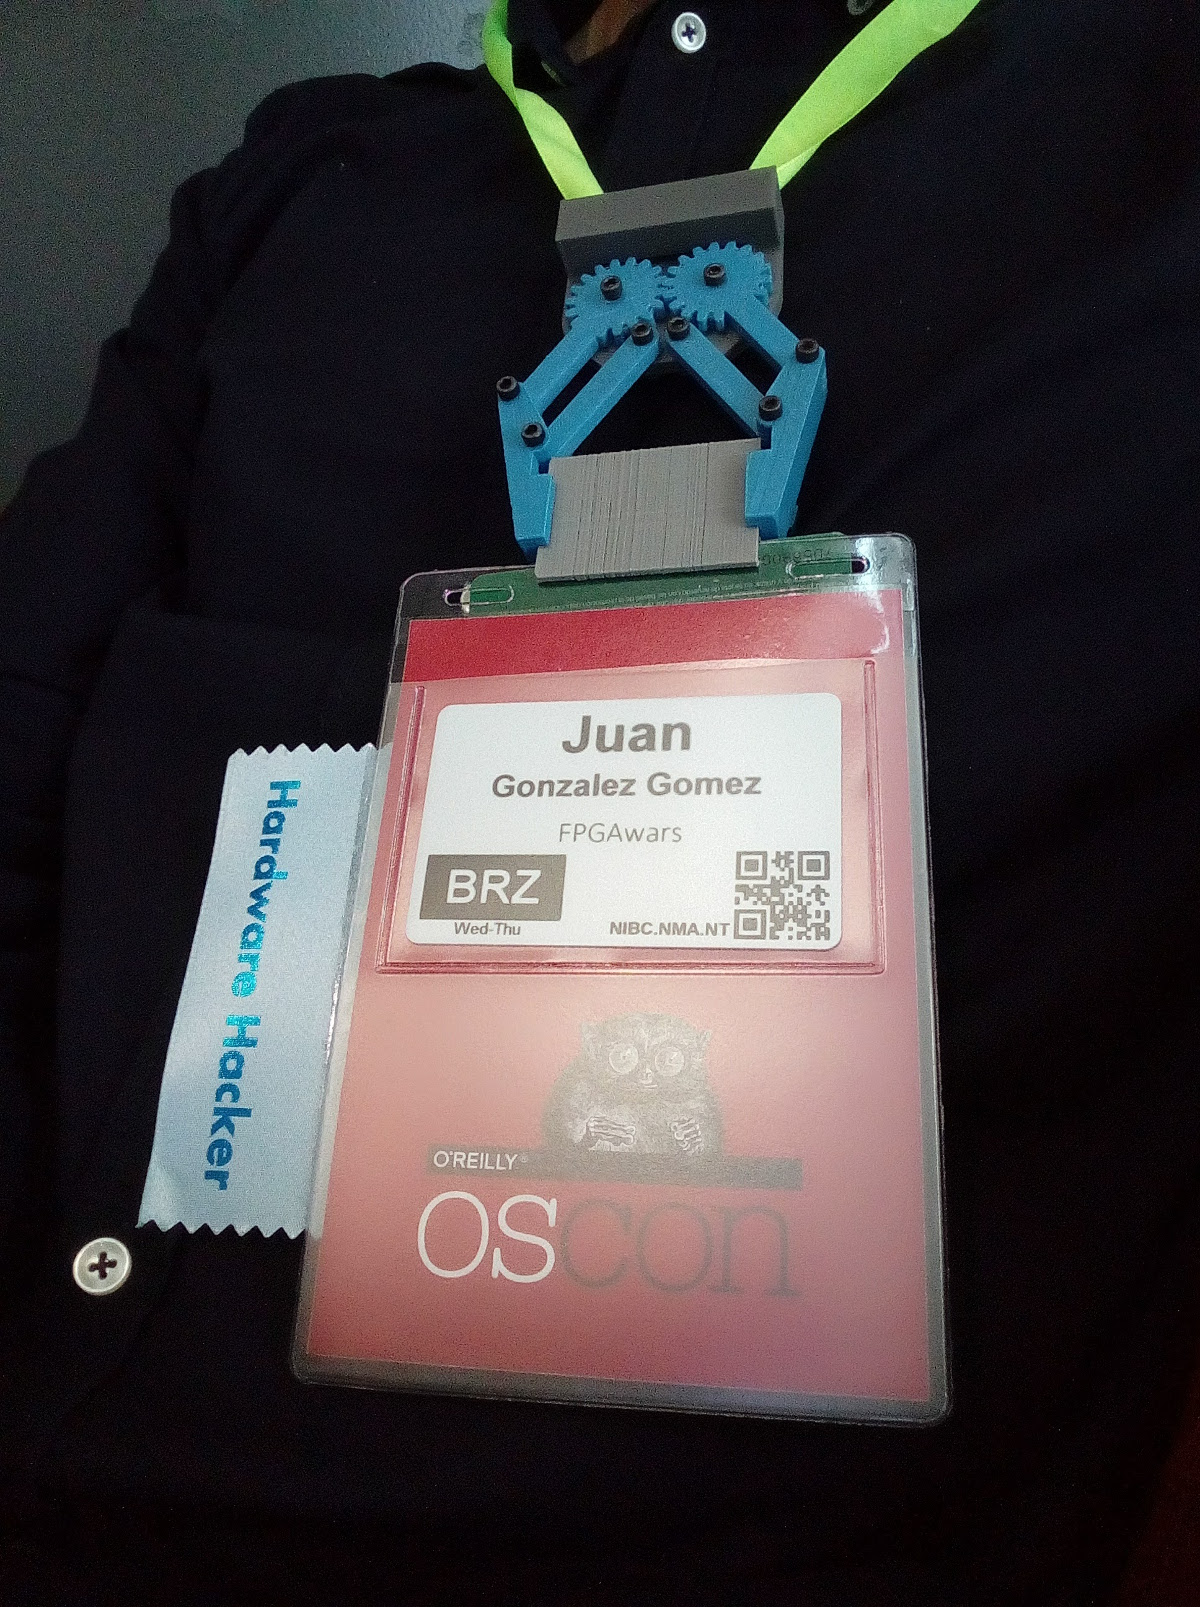 Juan
Gonzalez Gomez
FPGAwars
BRZ
Wed-Thu
NIBC.NMA.NT
Hardware Hacker
O'REILLY®
OSCON